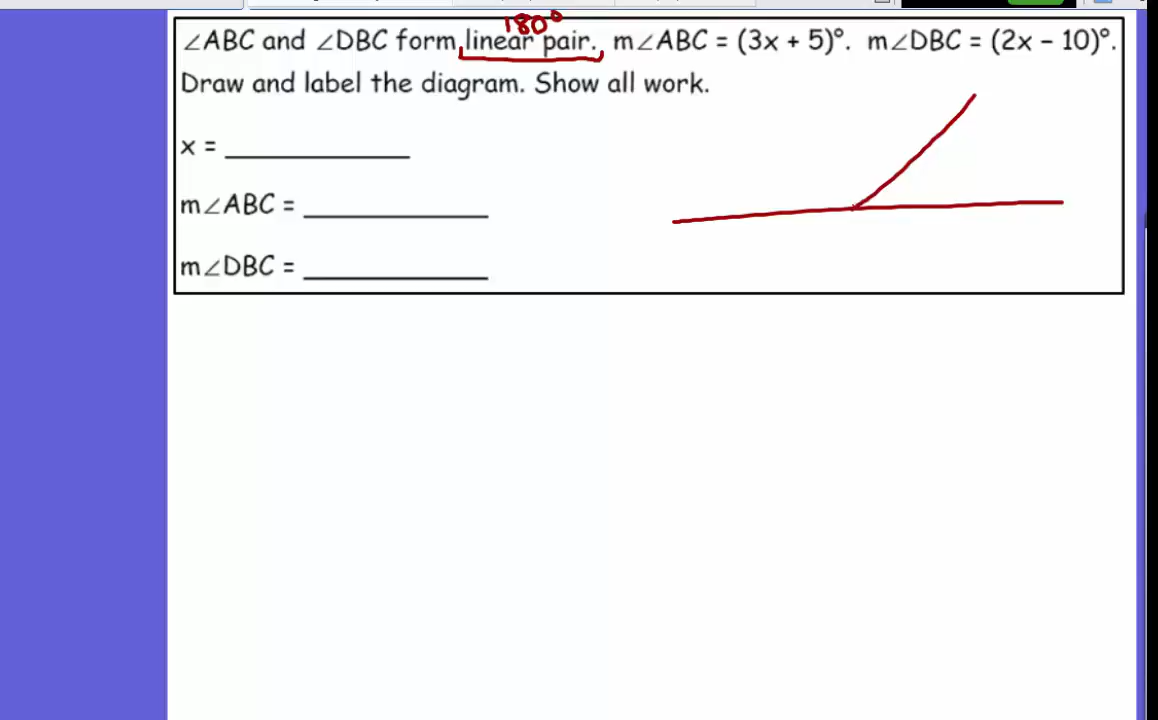 180°
∠ABC and ∠DBC form linear pair. m∠ABC = (3x + 5)°. m∠DBC = (2x – 10)°.
Draw and label the diagram. Show all work.
x = ____________
m∠ABC = ____________
m∠DBC = ____________